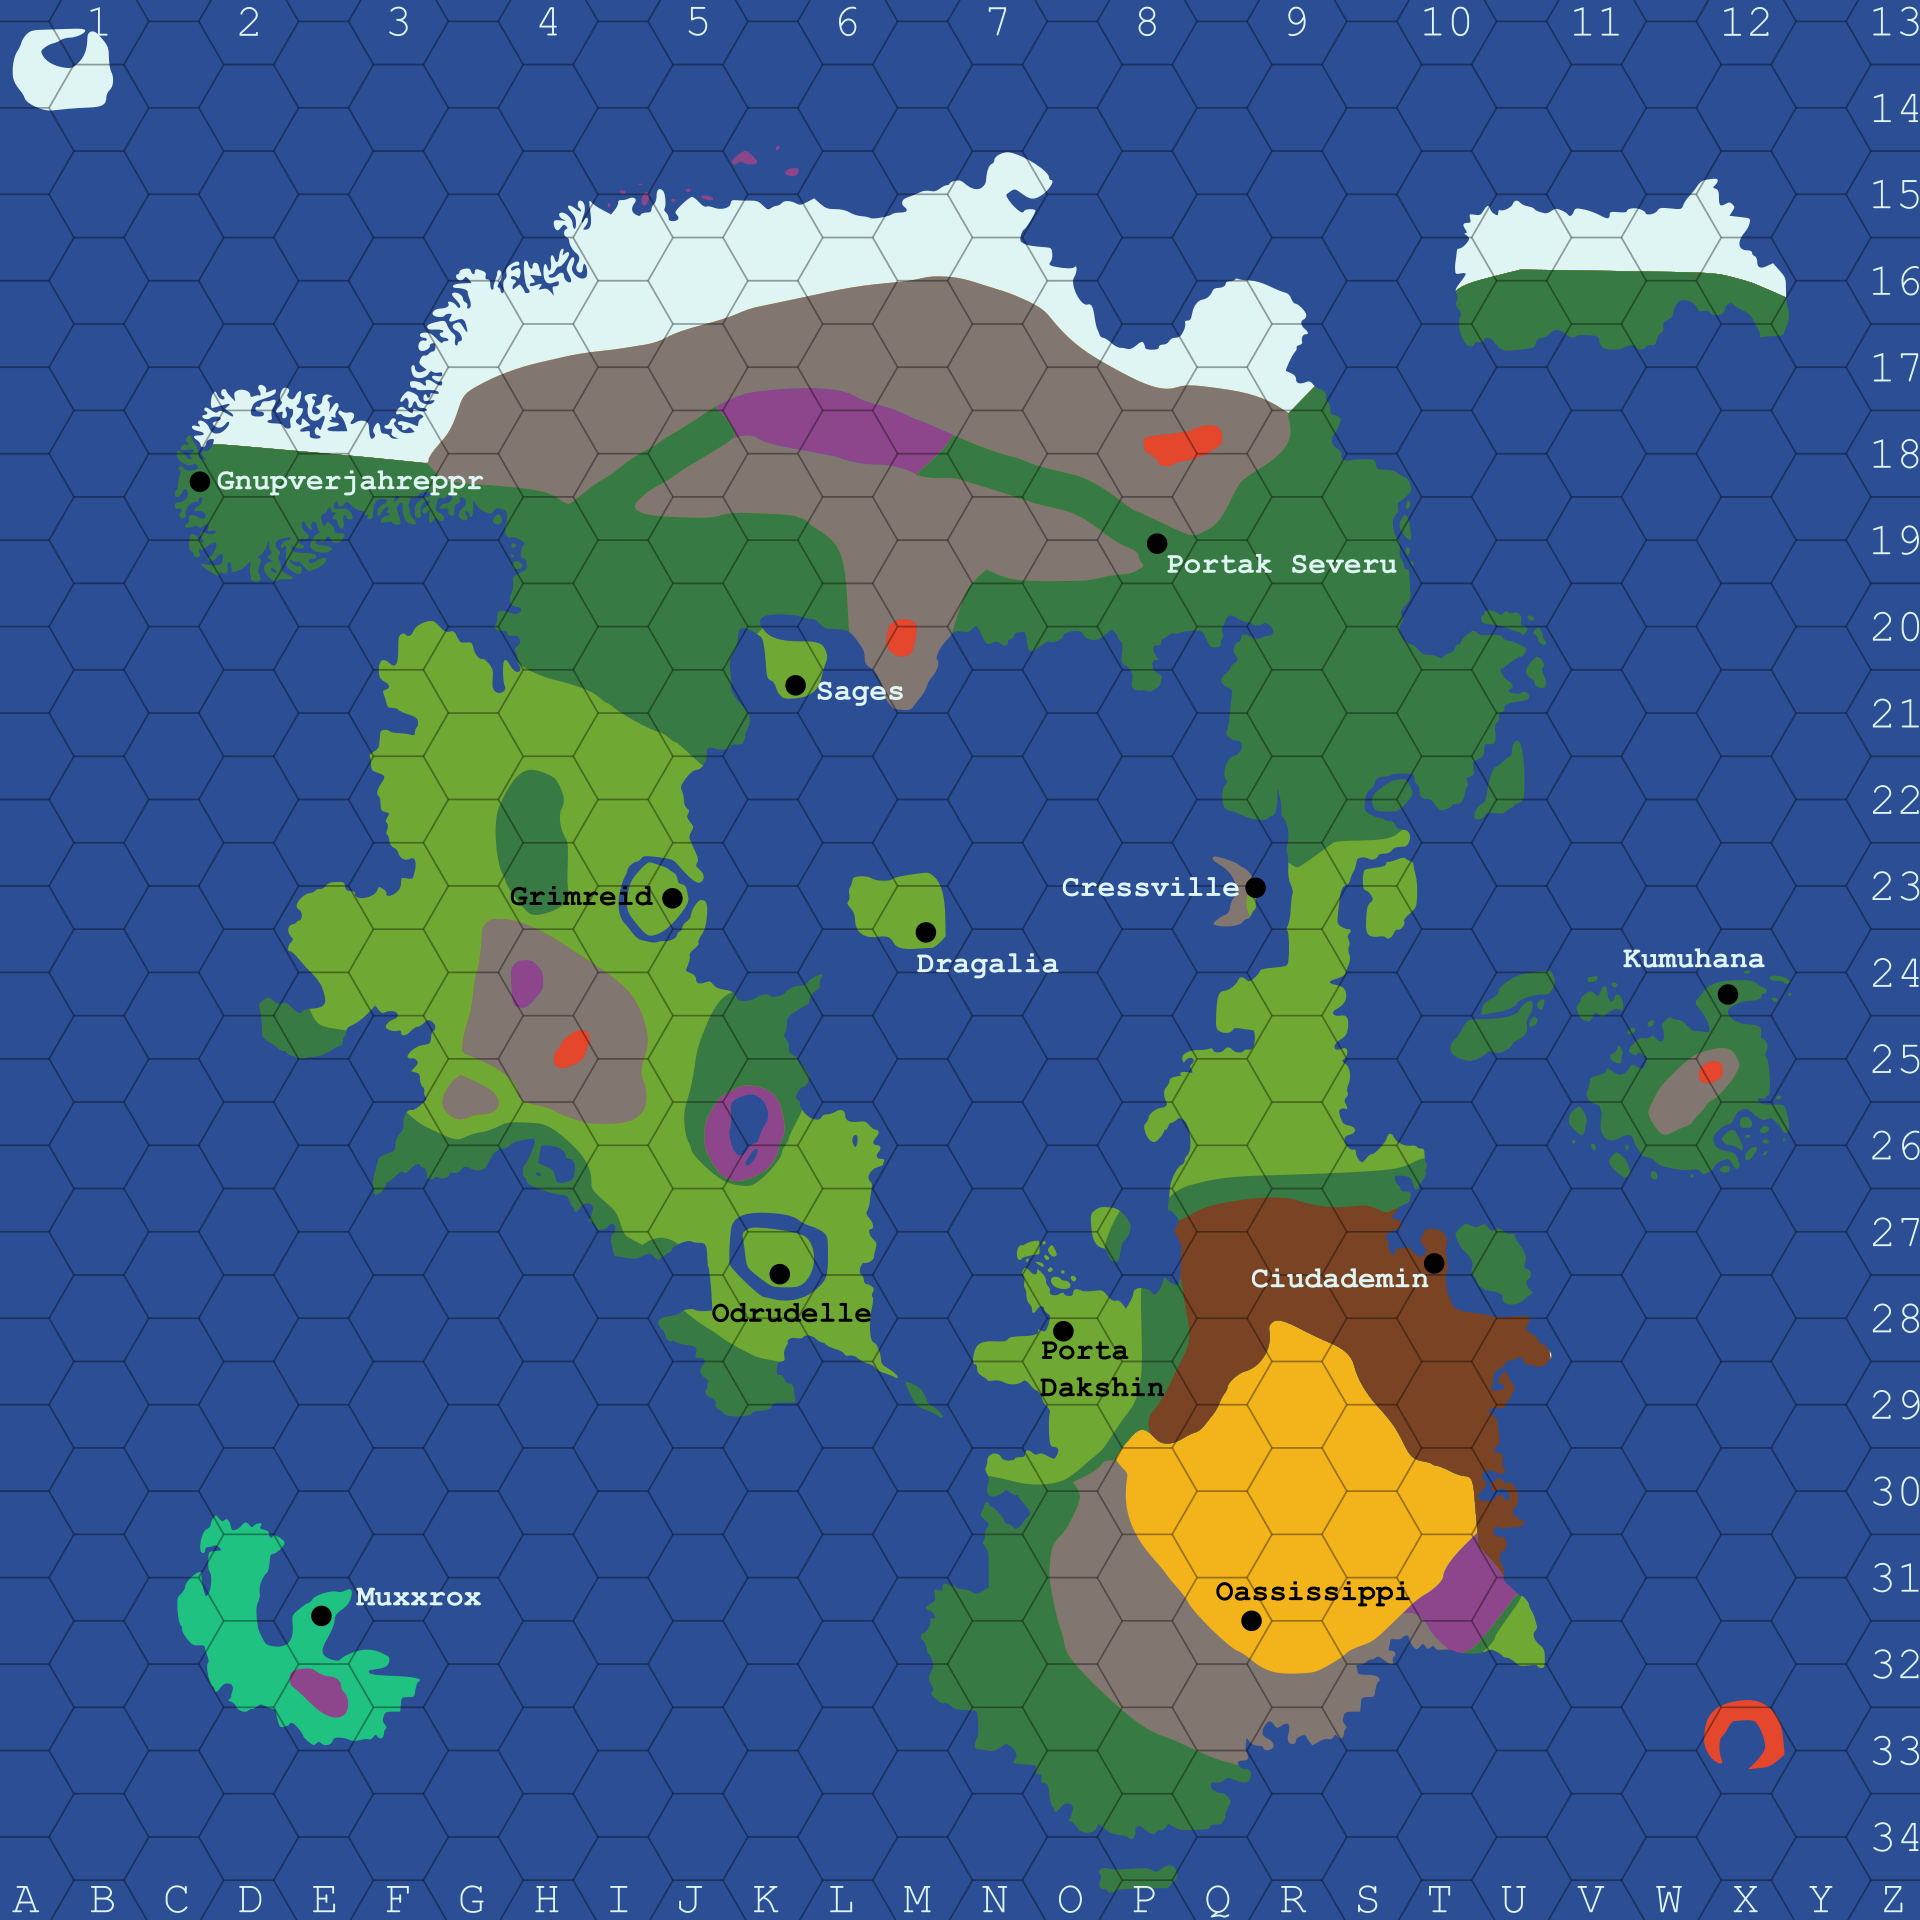 1 2 3 4 5 6 7 8 9 10 11 12 13
14
15
16
17
18
Gnupverjahreppr
19
Portak Severu
20
Sages
21
22
23
Cressville
Grimreid
Kumuhana
Dragalia
24
25
26
27
Ciudademin
Odrudelle
28
Porta
Dakshin
29
30
31
Oassissippi
Muxxrox
32
33
34
A B C D E F G H I J K L M N O P Q R S T U V W X Y Z